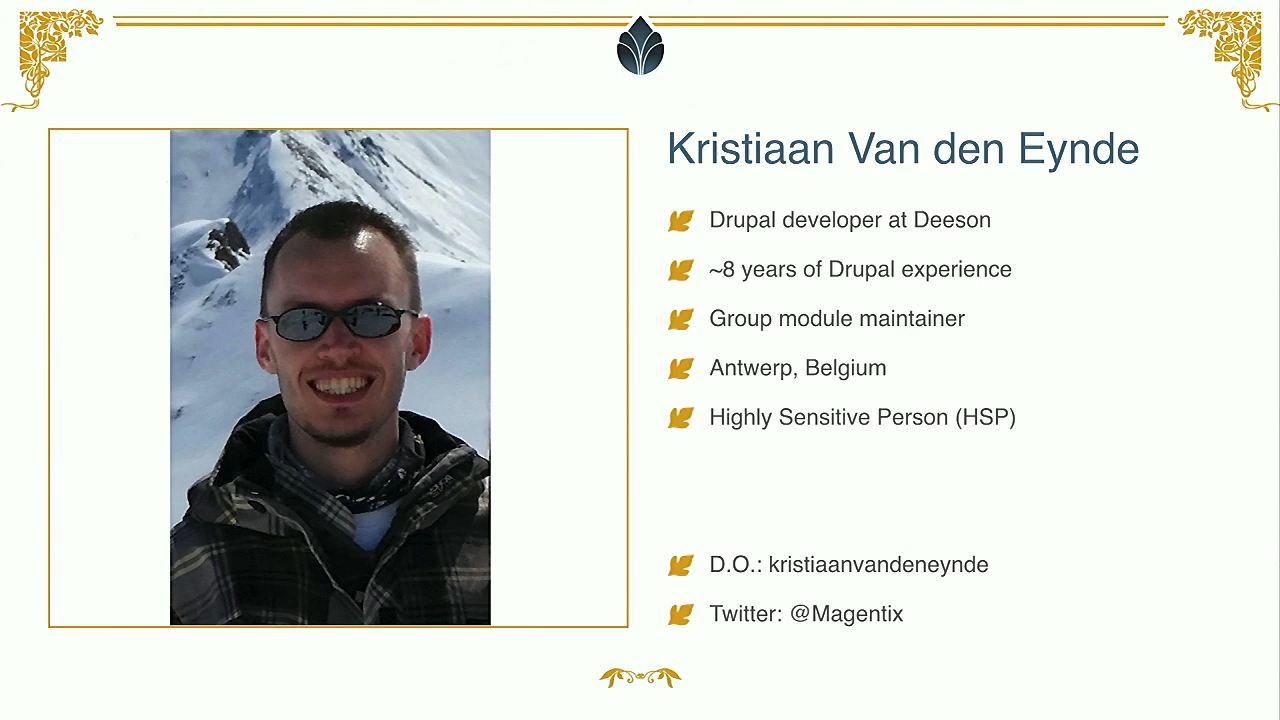 Kristiaan Van den Eynde
Drupal developer at Deeson
~8 years of Drupal experience
Group module maintainer
Antwerp, Belgium
Highly Sensitive Person (HSP)
D.O.: kristiaanvandeneynde
Twitter: @Magentix